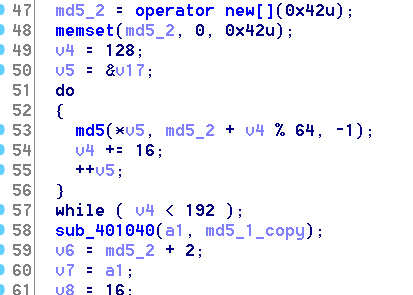 47 md5_2 = operator new[](0x42u);
48 memset(md5_2, 0, 0x42u);
49 v4 = 128;
50 v5 = &v17;
51 do
52 {
53 md5(*v5, md5_2 + v4 % 64, -1);
54 v4 += 16;
55 ++v5;
56 }
57 while ( v4 < 192 );
58 sub_401040(a1, md5_1_copy);
59 v6 = md5_2 + 2;
60 v7 = a1;
61 v8 = 16;